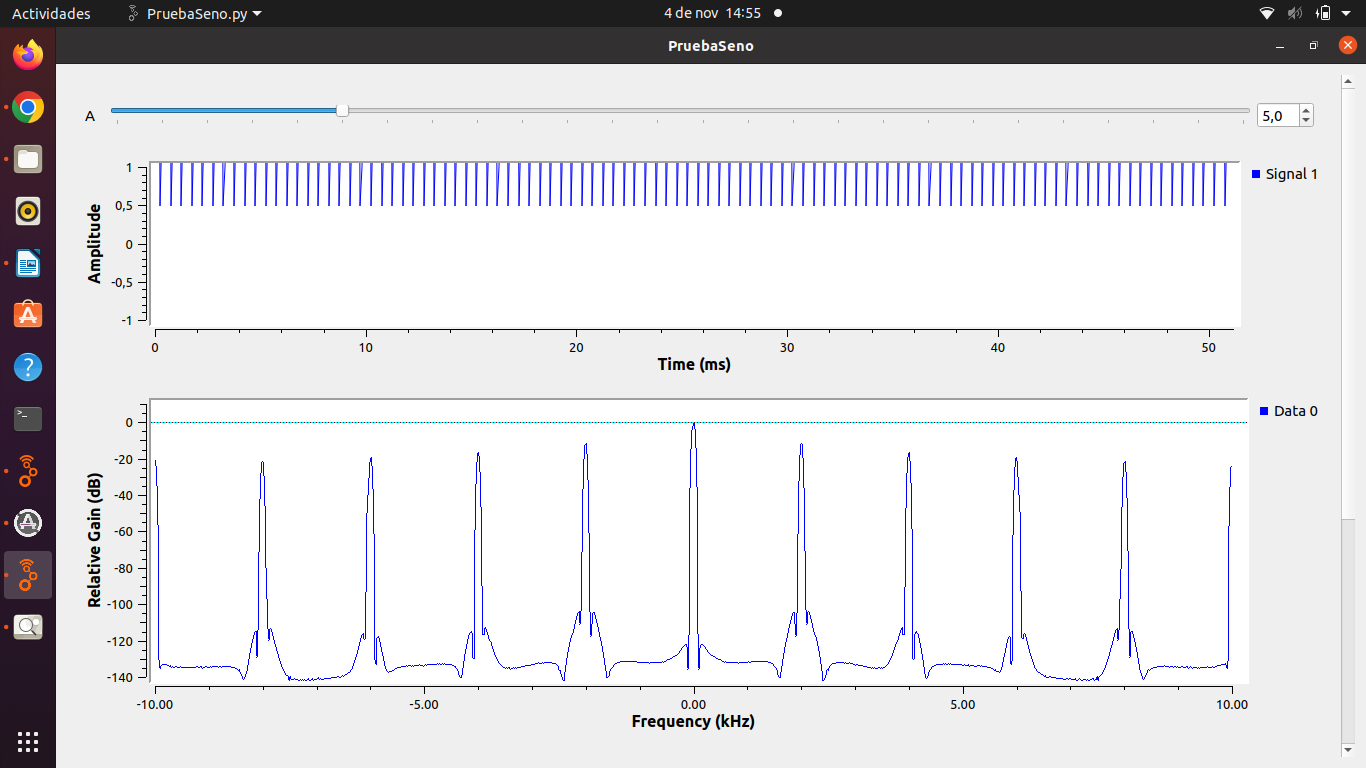 Actividades PruebaSeno.py 4 de nov 14:55
PruebaSeno
A 5,0
1
0,5
0
-0,5
-1
Amplitude
Signal 1
0 10 20 30 40 50
Time (ms)
0
-20
-40
-60
-80
-100
-120
-140
Relative Gain (dB)
Data 0
-10.00 -5.00 0.00 5.00 10.00
Frequency (kHz)